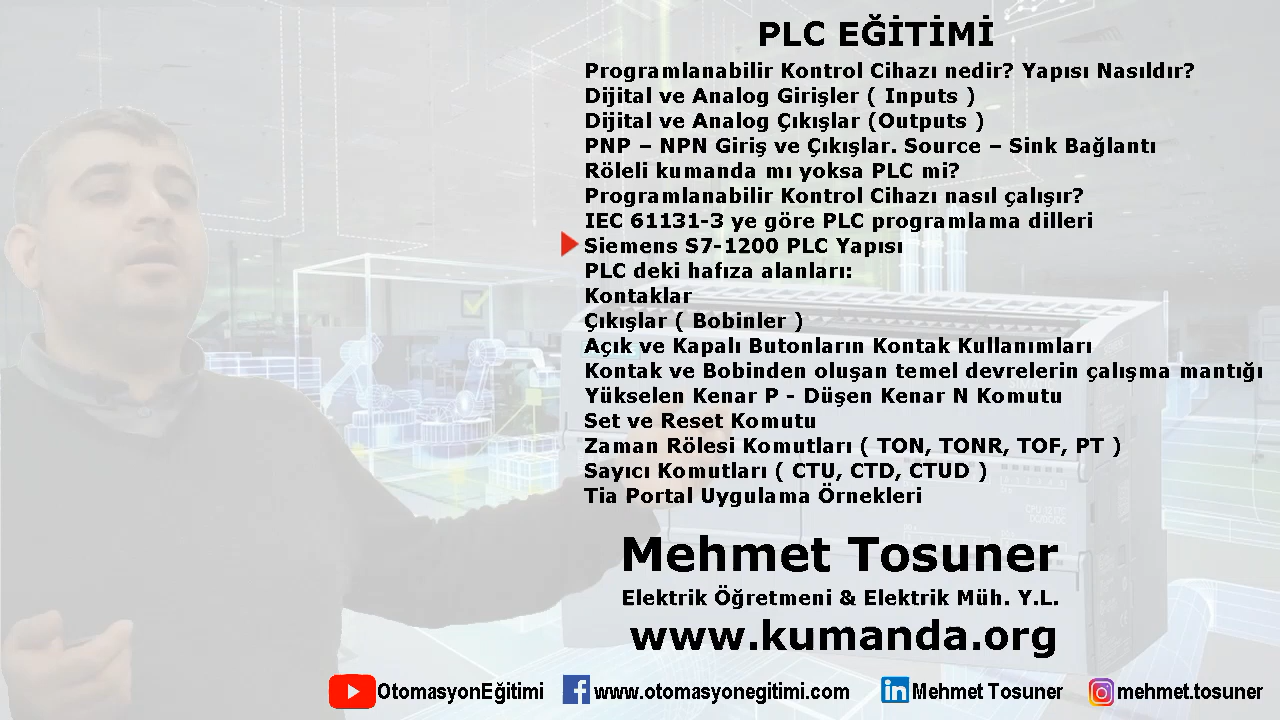 PLC EĞİTİMİ
Programlanabilir Kontrol Cihazı nedir? Yapısı Nasıldır?
Dijital ve Analog Girişler ( Inputs )
Dijital ve Analog Çıkışlar (Outputs )
PNP – NPN Giriş ve Çıkışlar. Source – Sink Bağlantı
Röleli kumanda mı yoksa PLC mi?
Programlanabilir Kontrol Cihazı nasıl çalışır?
IEC 61131-3 ye göre PLC programlama dilleri
Siemens S7-1200 PLC Yapısı
PLC deki hafıza alanları:
Kontaklar
Çıkışlar ( Bobinler )
Açık ve Kapalı Butonların Kontak Kullanımları
Kontak ve Bobinden oluşan temel devrelerin çalışma mantığı
Yükselen Kenar P - Düşen Kenar N Komutu
Set ve Reset Komutu
Zaman Rölesi Komutları ( TON, TONR, TOF, PT )
Sayıcı Komutları ( CTU, CTD, CTUD )
Tia Portal Uygulama Örnekleri
Mehmet Tosuner
Elektrik Öğretmeni & Elektrik Müh. Y.L.
www.kumanda.org
OtomasyonEğitimi www.otomasyonegitimi.com Mehmet Tosuner mehmet.tosuner